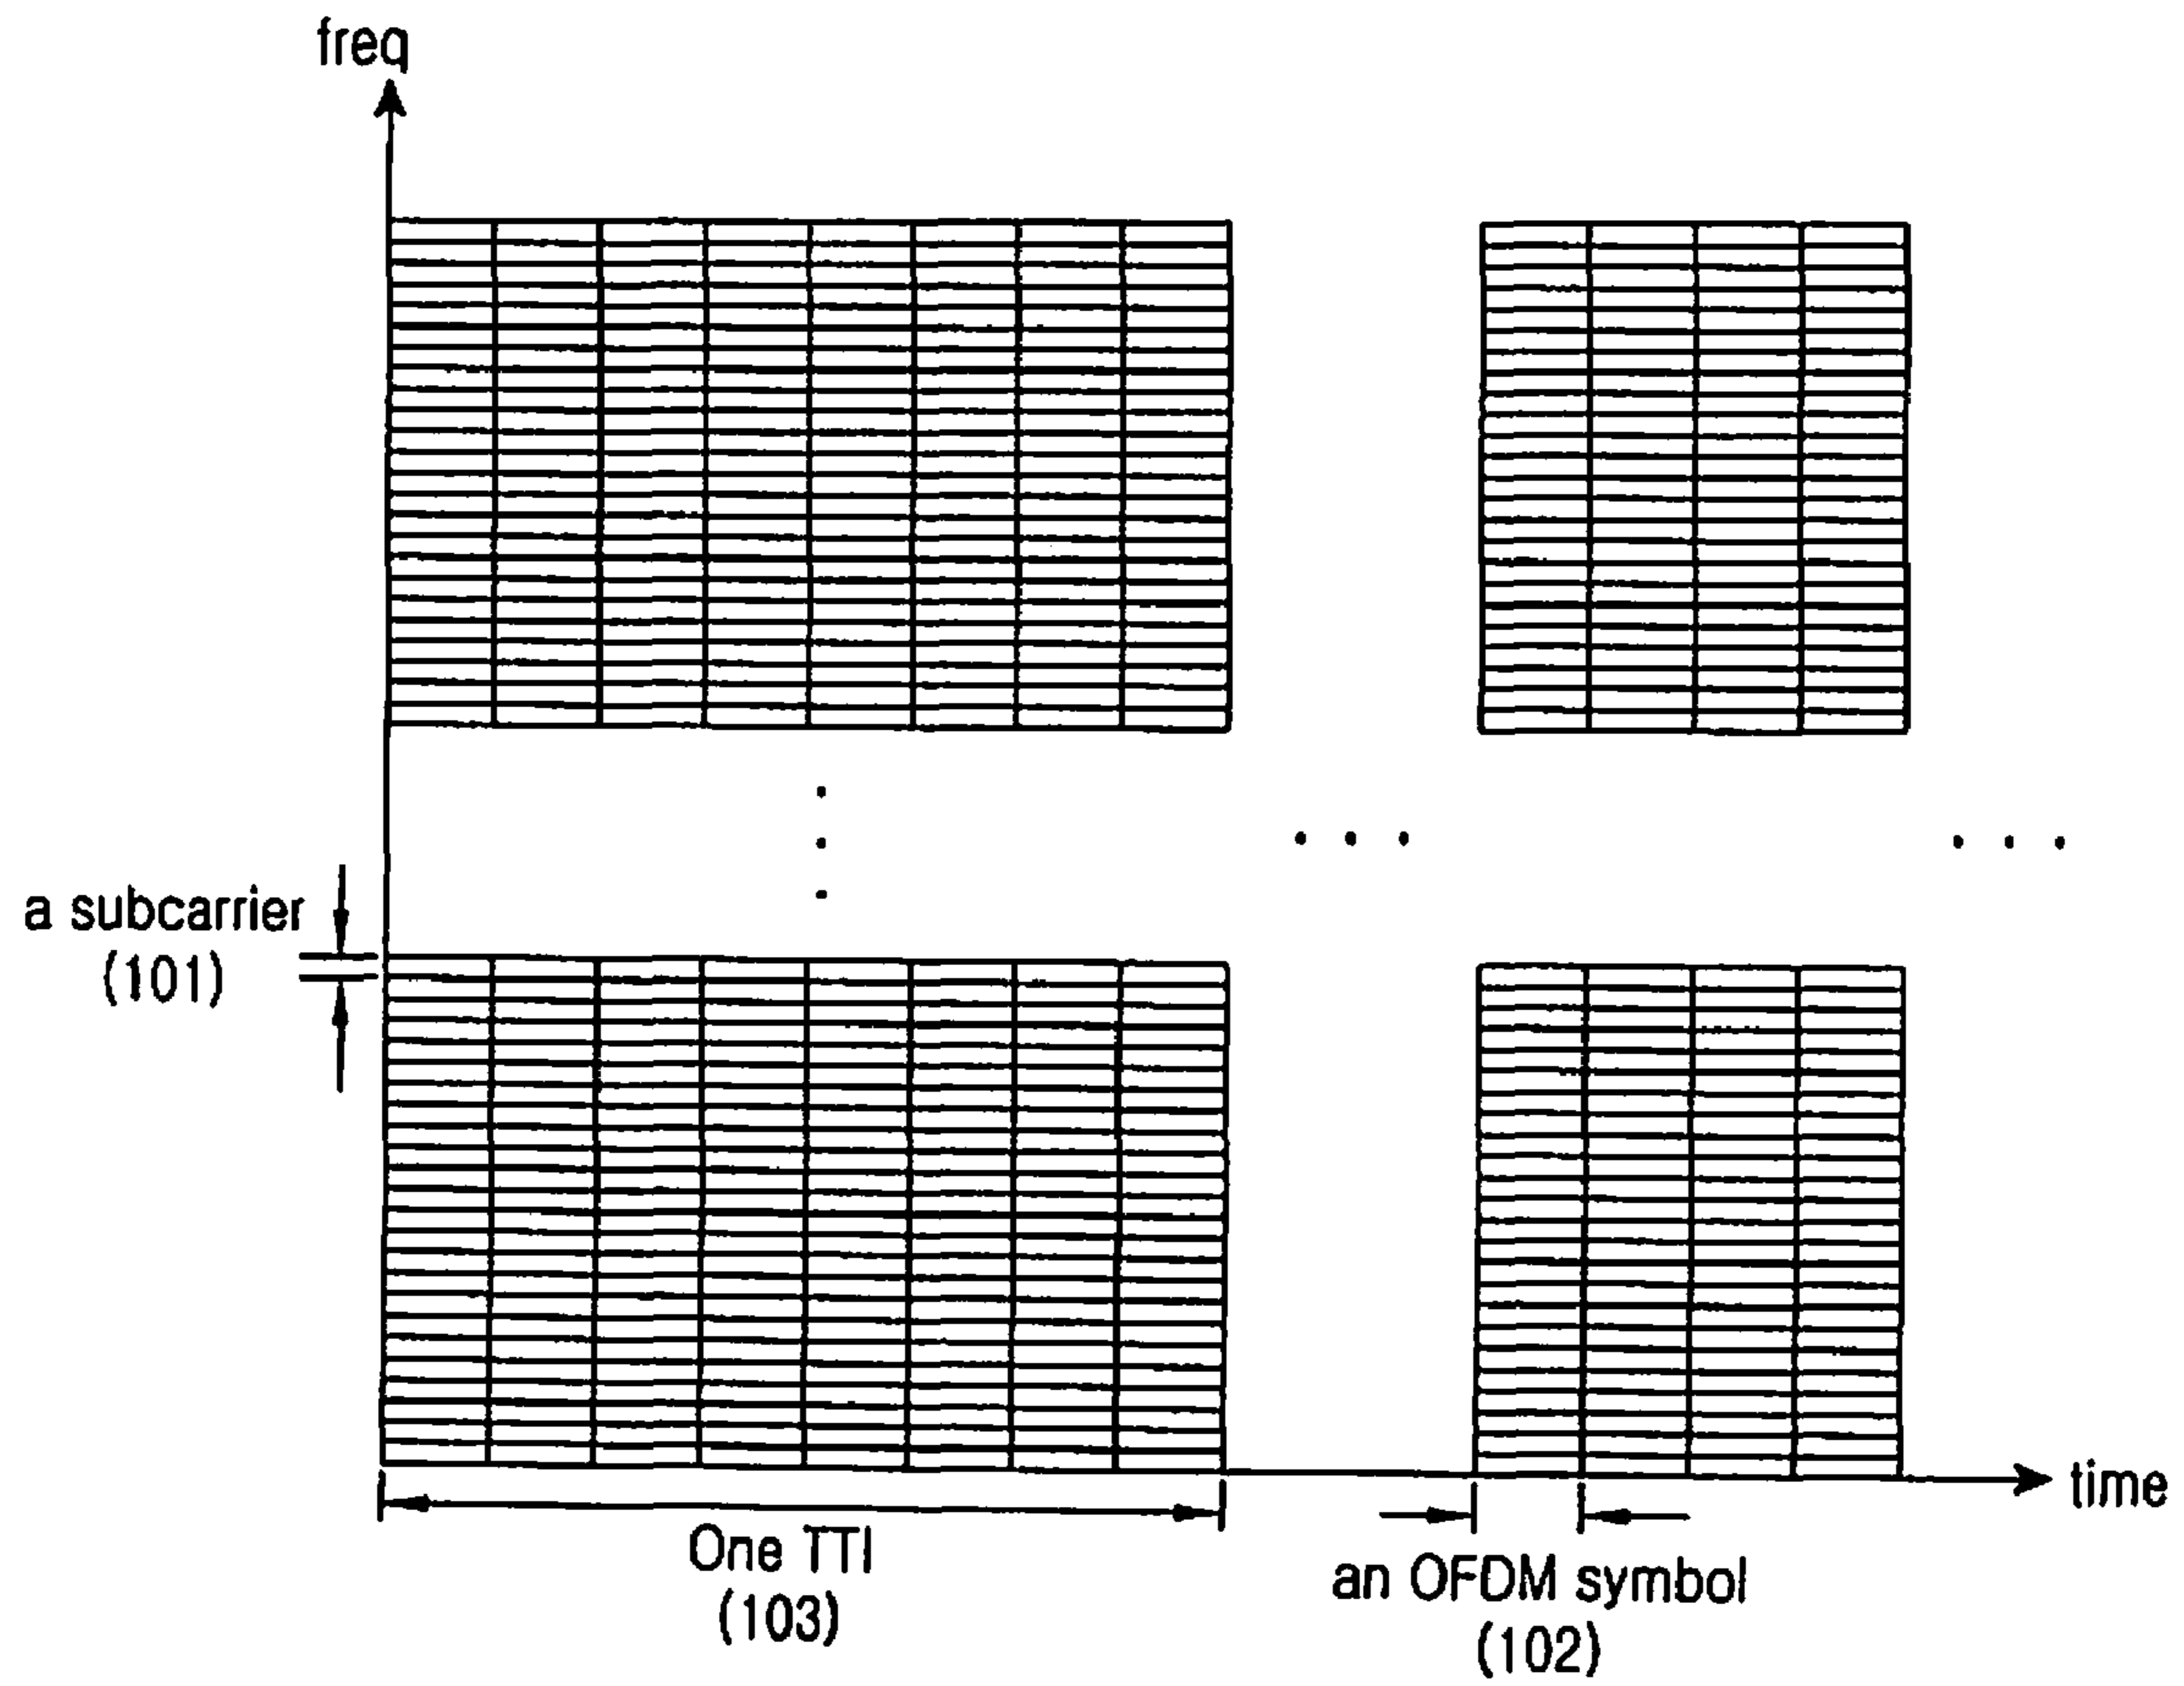 freq
a subcarrier
(101)
time
One TTI
(103)
an OFDM symbol
(102)